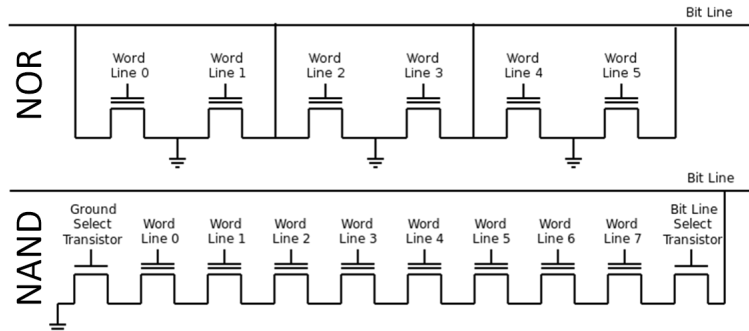 Bit Line
NOR
Word
Line 0
Word
Line 1
Word
Line 2
Word
Line 3
Word
Line 4
Word
Line 5
Bit Line
NAND
Ground
Select
Transistor
Word
Line 0
Word
Line 1
Word
Line 2
Word
Line 3
Word
Line 4
Word
Line 5
Word
Line 6
Word
Line 7
Bit Line
Select
Transistor